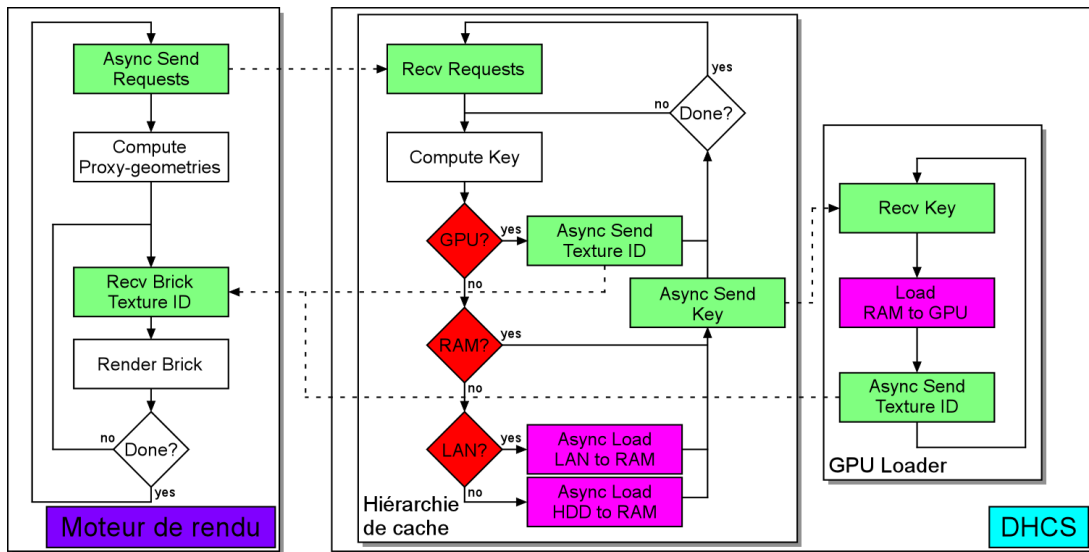 Async Send
Requests
Compute
Proxy-geometries
Recv Brick
Texture ID
Render Brick
Done?
no
yes
Moteur de rendu
Recv Requests
yes
no
Done?
Compute Key
GPU?
yes
Async Send
Texture ID
no
Async Send
Key
RAM?
yes
no
LAN?
yes
Async Load
LAN to RAM
no
Async Load
HDD to RAM
Hiérarchie
de cache
Recv Key
Load
RAM to GPU
Async Send
Texture ID
GPU Loader
DHCS